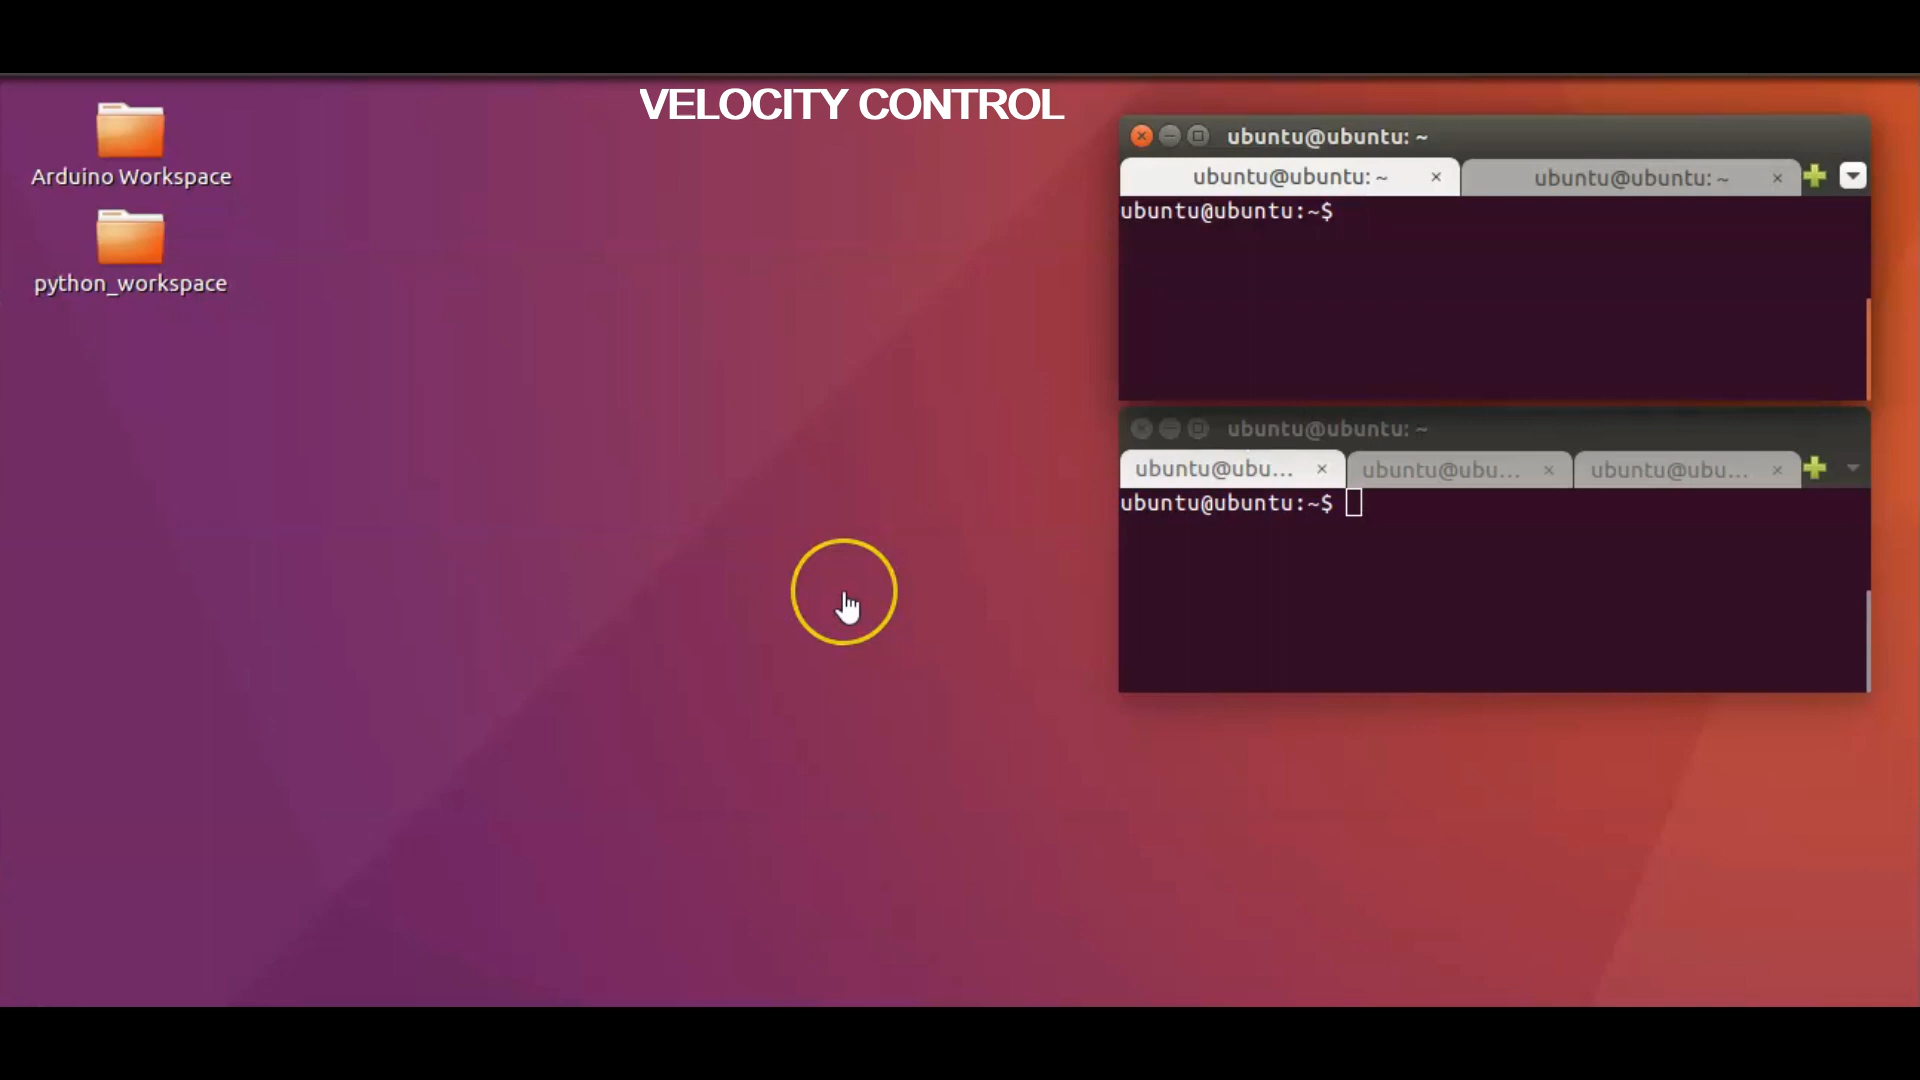 VELOCITY CONTROL
Arduino Workspace
python_workspace
ubuntu@ubuntu: ~
ubuntu@ubuntu: ~ × ubuntu@ubuntu: ~ ×
ubuntu@ubuntu:~$
ubuntu@ubuntu: ~
ubuntu@ubu... × ubuntu@ubu... × ubuntu@ubu... ×
ubuntu@ubuntu:~$